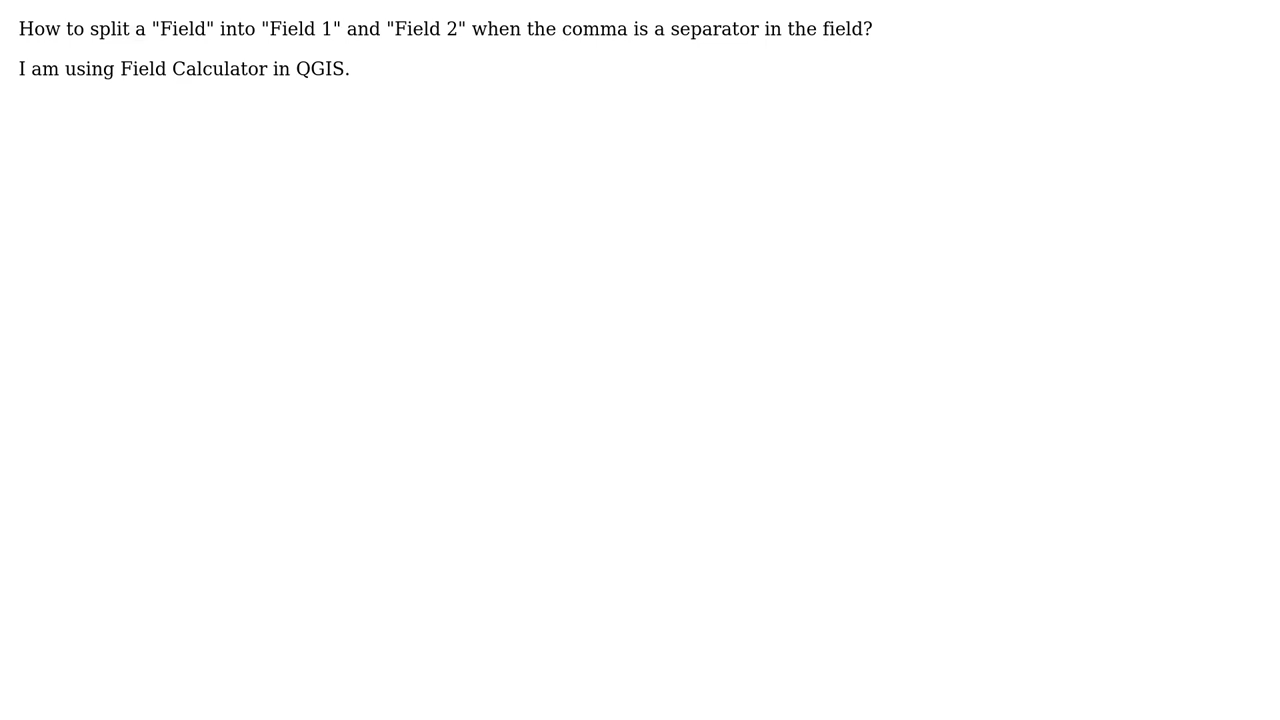 How to split a "Field" into "Field 1" and "Field 2" when the comma is a separator in the field?
I am using Field Calculator in QGIS.